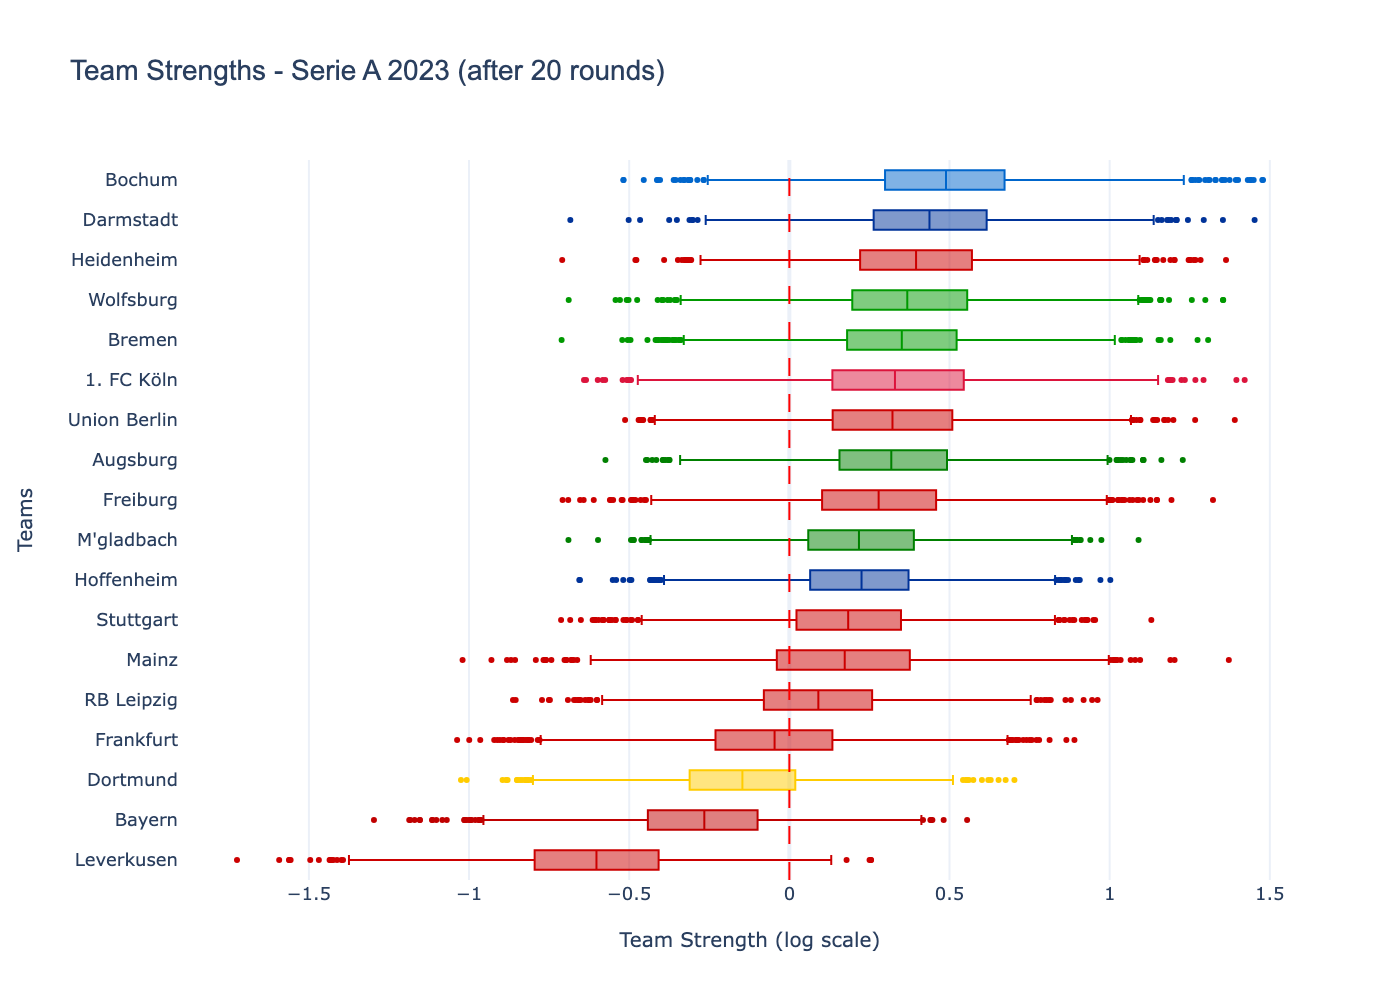 Team Strengths - Serie A 2023 (after 20 rounds)
Teams
Bochum
Darmstadt
Heidenheim
Wolfsburg
Bremen
1. FC Köln
Union Berlin
Augsburg
Freiburg
M'gladbach
Hoffenheim
Stuttgart
Mainz
RB Leipzig
Frankfurt
Dortmund
Bayern
Leverkusen
−1.5 −1 −0.5 0 0.5 1 1.5
Team Strength (log scale)